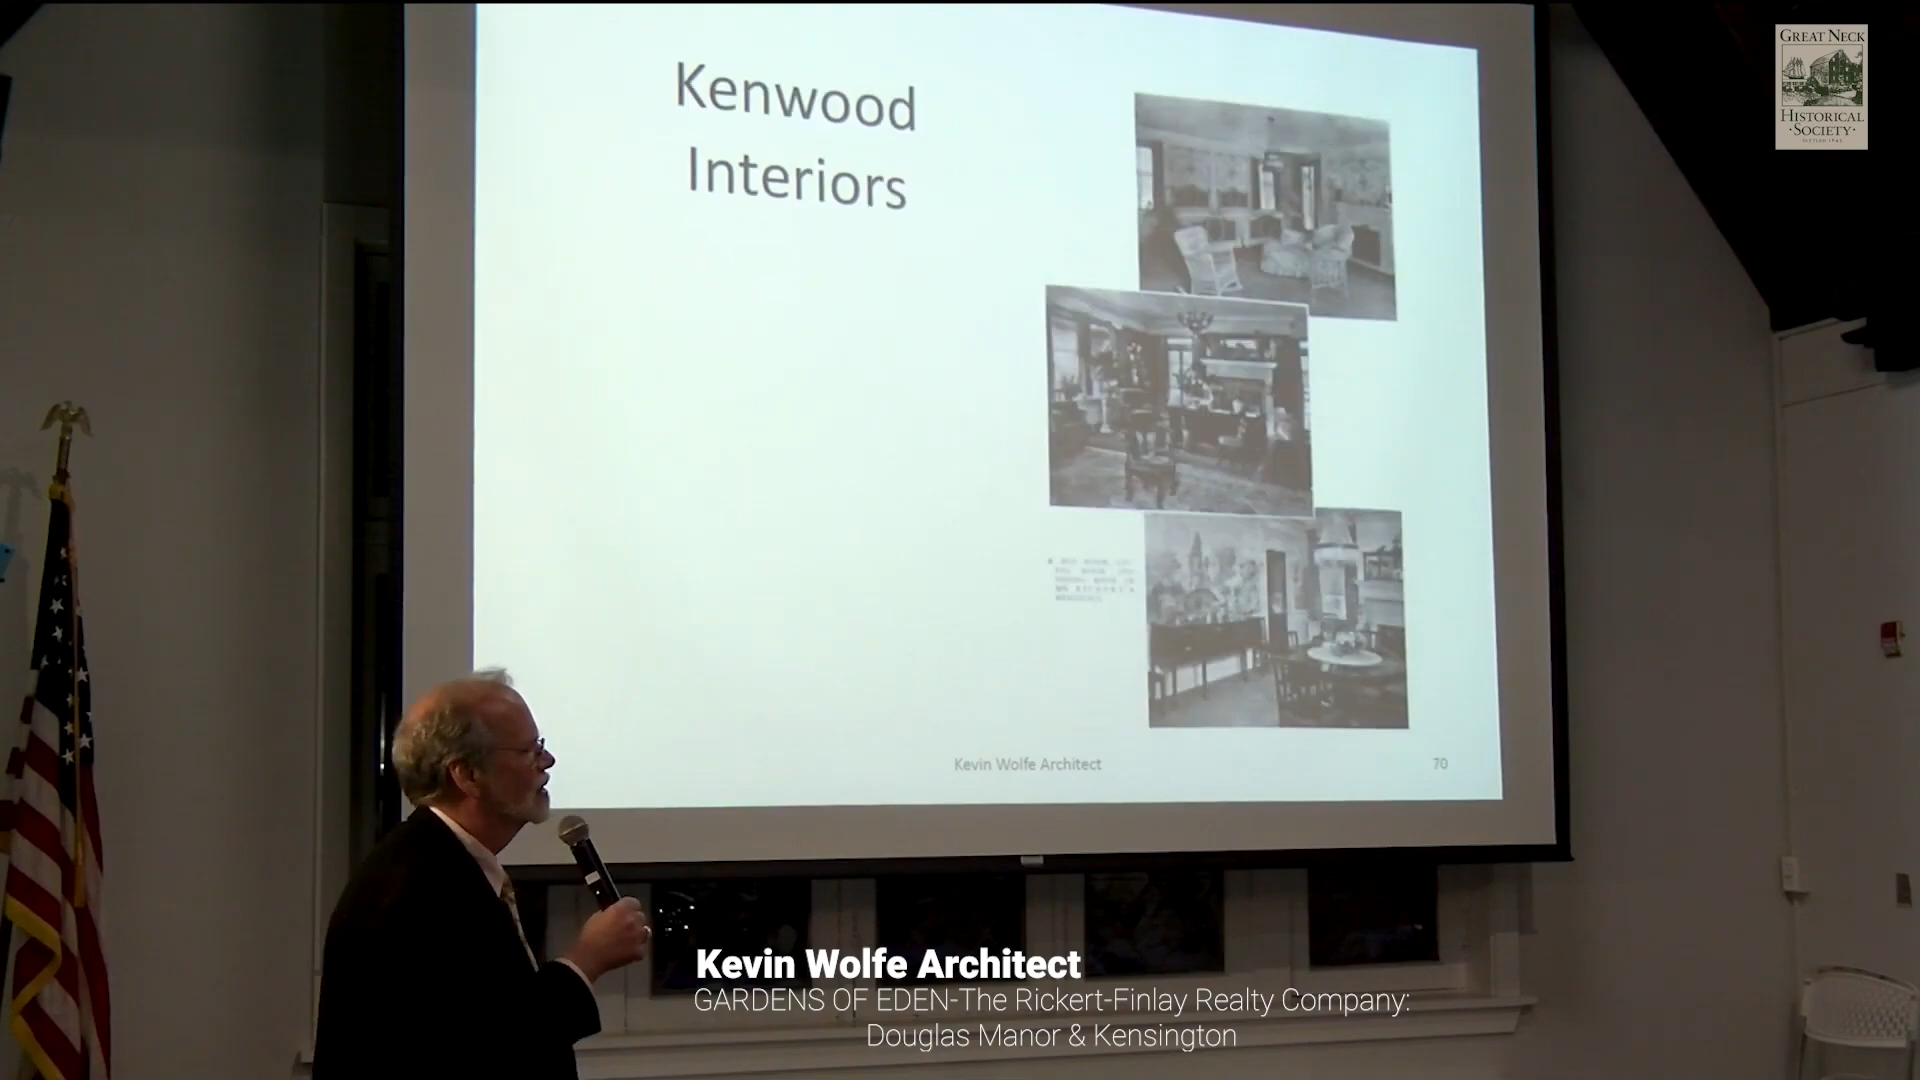 Kenwood
Interiors
GREAT NECK
HISTORICAL
·SOCIETY·
Kevin Wolfe Architect
70
Kevin Wolfe Architect
GARDENS OF EDEN-The Rickert-Finlay Realty Company:
Douglas Manor & Kensington